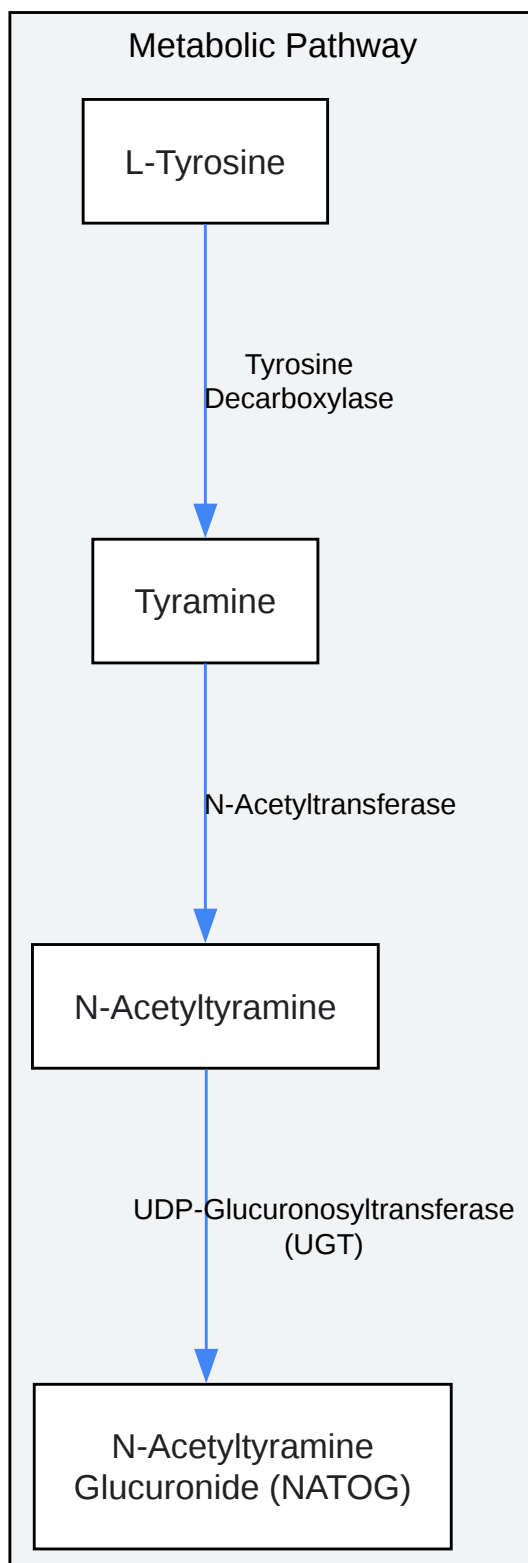 Metabolic Pathway
L-Tyrosine
Tyrosine
Decarboxylase
Tyramine
N-Acetyltransferase
N-Acetyltyramine
UDP-Glucuronosyltransferase
(UGT)
N-Acetyltyramine
Glucuronide (NATOG)